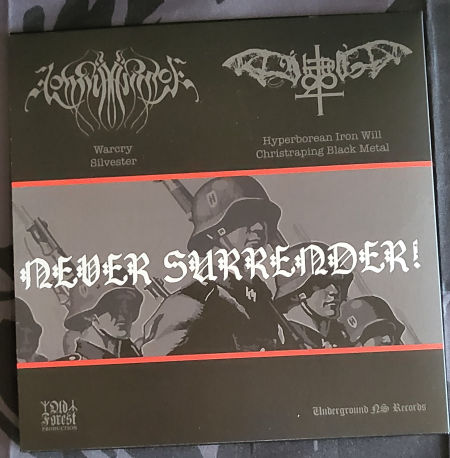 Warcry
Silvester
Hyperborean Iron Will
Christraping Black Metal
NEVER SURRENDER!
Old
Forest
PRODUCTION
Underground NS Records